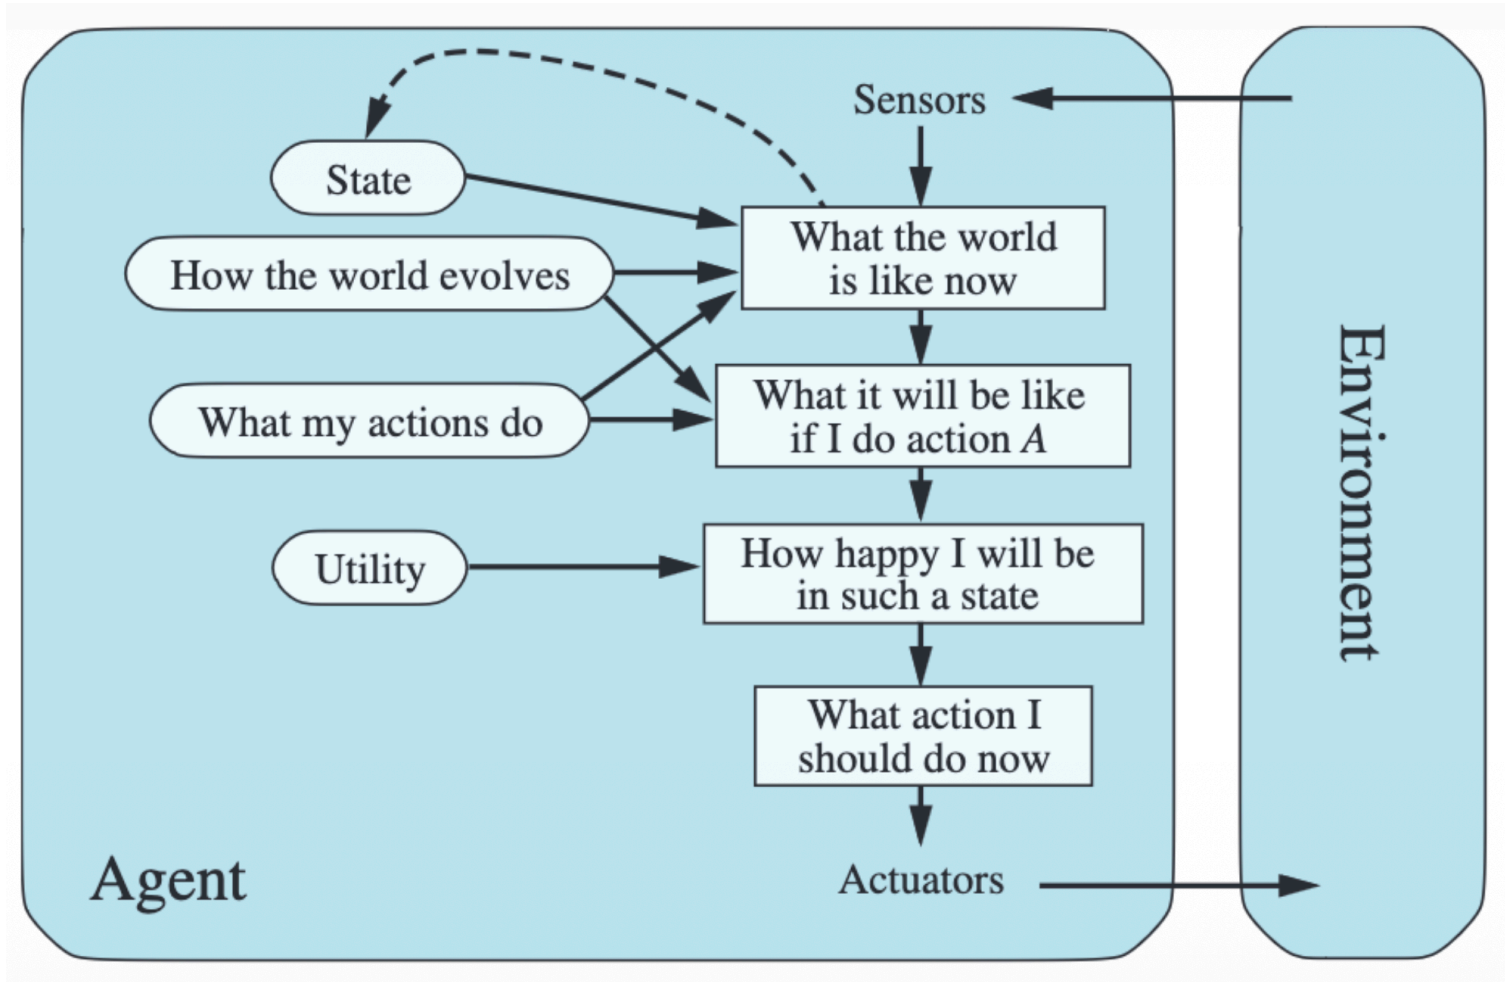 Sensors
State
What the world
is like now
How the world evolves
What it will be like
if I do action A
What my actions do
How happy I will be
in such a state
Utility
What action I
should do now
Agent
Actuators
Environment